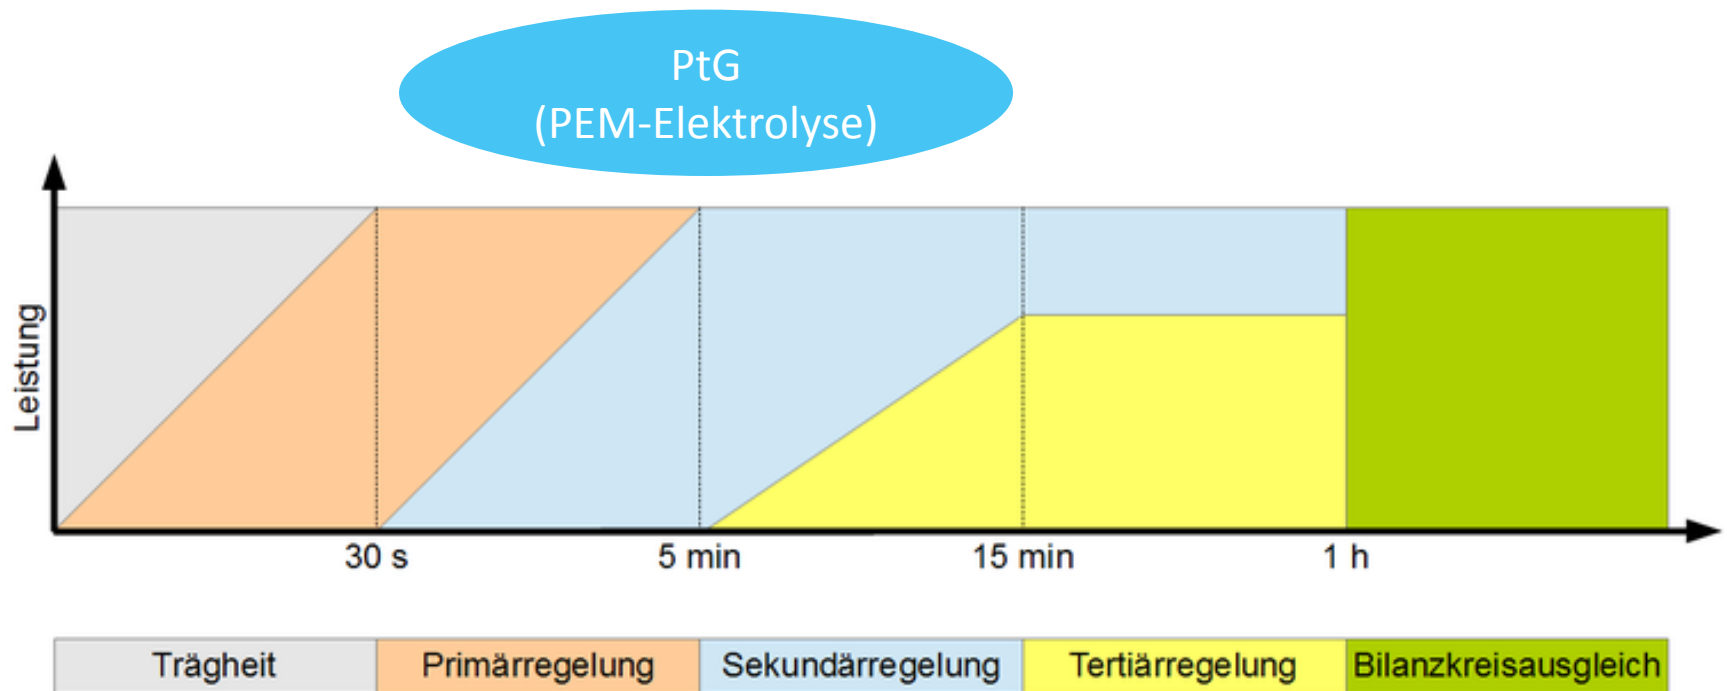 PtG
(PEM-Elektrolyse)
Leistung
30 s
5 min
15 min
1 h
Trägheit
Primärregelung
Sekundärregelung
Tertiärregelung
Bilanzkreisausgleich